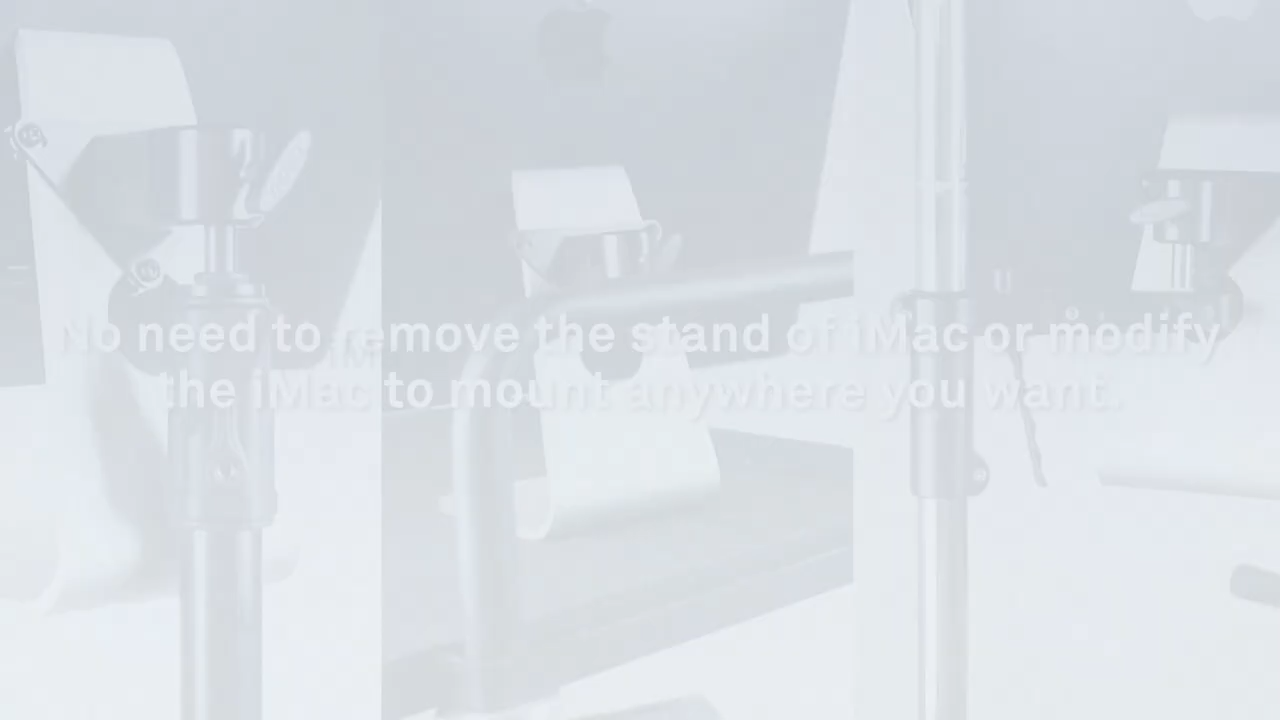 No need to remove the stand of iMac or modify
the iMac to mount anywhere you want.